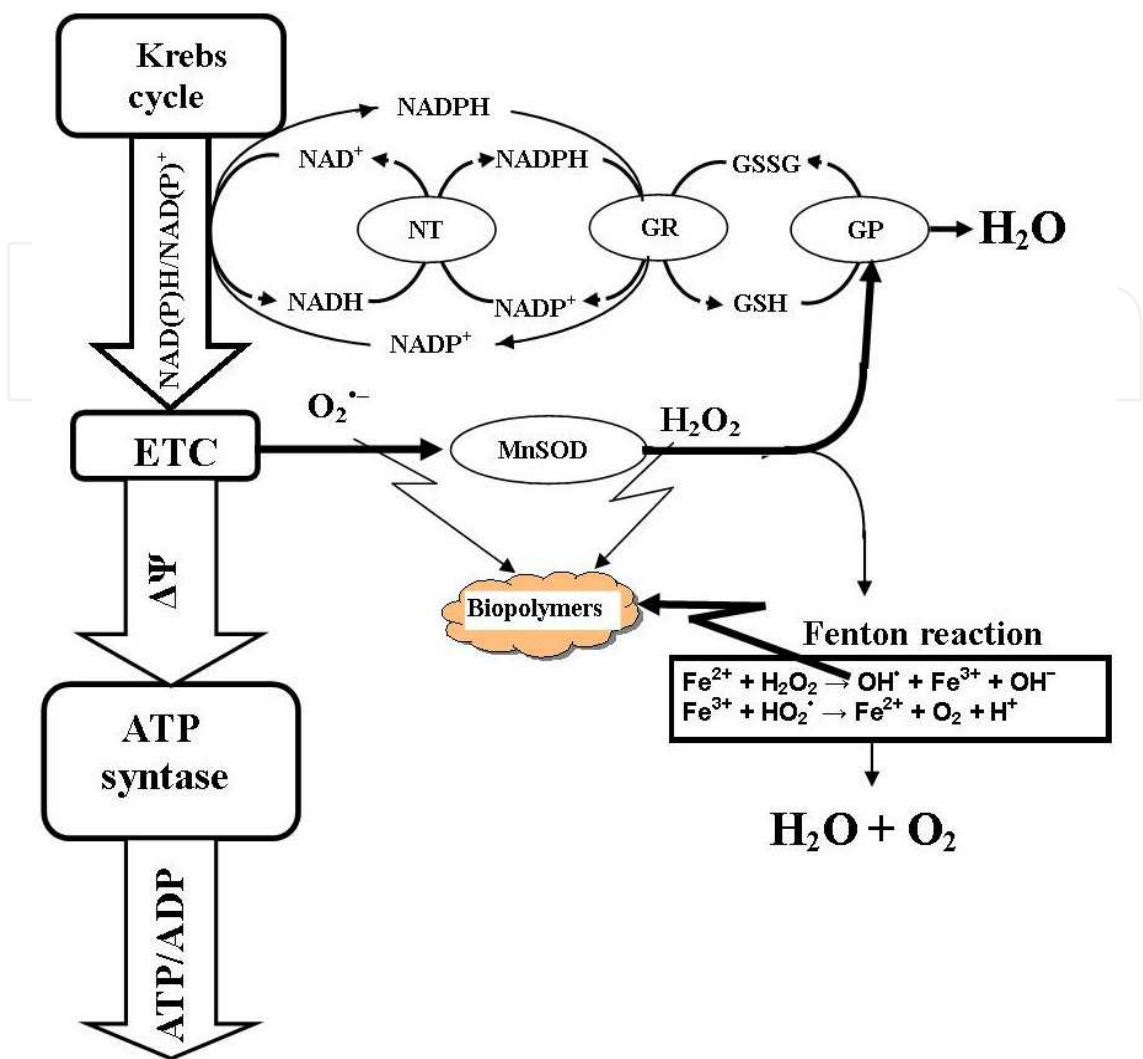 Krebs
cycle
NAD(P)H/NAD(P)⁺
NADPH
NAD⁺
NADPH
GSSG
NT
GR
GP
H₂O
NADH
NADP⁺
GSH
NADP⁺
O₂•⁻
H₂O₂
ETC
MnSOD
ΔΨ
Biopolymers
Fenton reaction
Fe²⁺ + H₂O₂ → OH• + Fe³⁺ + OH⁻
Fe³⁺ + HO₂• → Fe²⁺ + O₂ + H⁺
ATP
syntase
H₂O + O₂
ATP/ADP